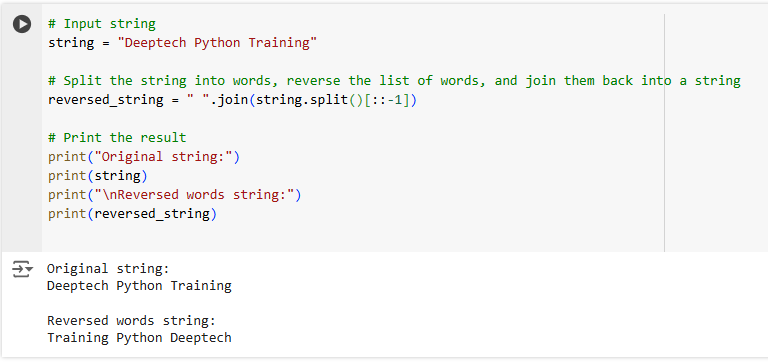 # Input string
string = "Deeptech Python Training"
# Split the string into words, reverse the list of words, and join them back into a string
reversed_string = " ".join(string.split()[::-1])
# Print the result
print("Original string:")
print(string)
print("\nReversed words string:")
print(reversed_string)
Original string:
Deeptech Python Training
Reversed words string:
Training Python Deeptech